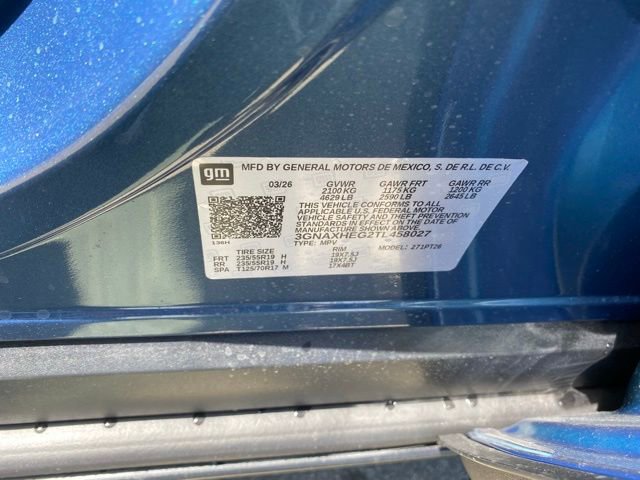 gm MFD BY GENERAL MOTORS DE MEXICO, S. DE R.L. DE C.V.
03/26 GVWR GAWR FRT GAWR RR
2100 KG 1175 KG 1200 KG
4629 LB 2590 LB 2645 LB
THIS VEHICLE CONFORMS TO ALL
APPLICABLE U.S. FEDERAL MOTOR
VEHICLE SAFETY AND THEFT PREVENTION
STANDARDS IN EFFECT ON THE DATE OF
MANUFACTURE SHOWN ABOVE.
3GNAXHEG2TL458027
136H TYPE: MPV MODEL: 271PT26
TIRE SIZE RIM
FRT 235/55R19 H 19X7.5J
RR 235/55R19 H 19X7.5J
SPA T125/70R17 M 17X4BT